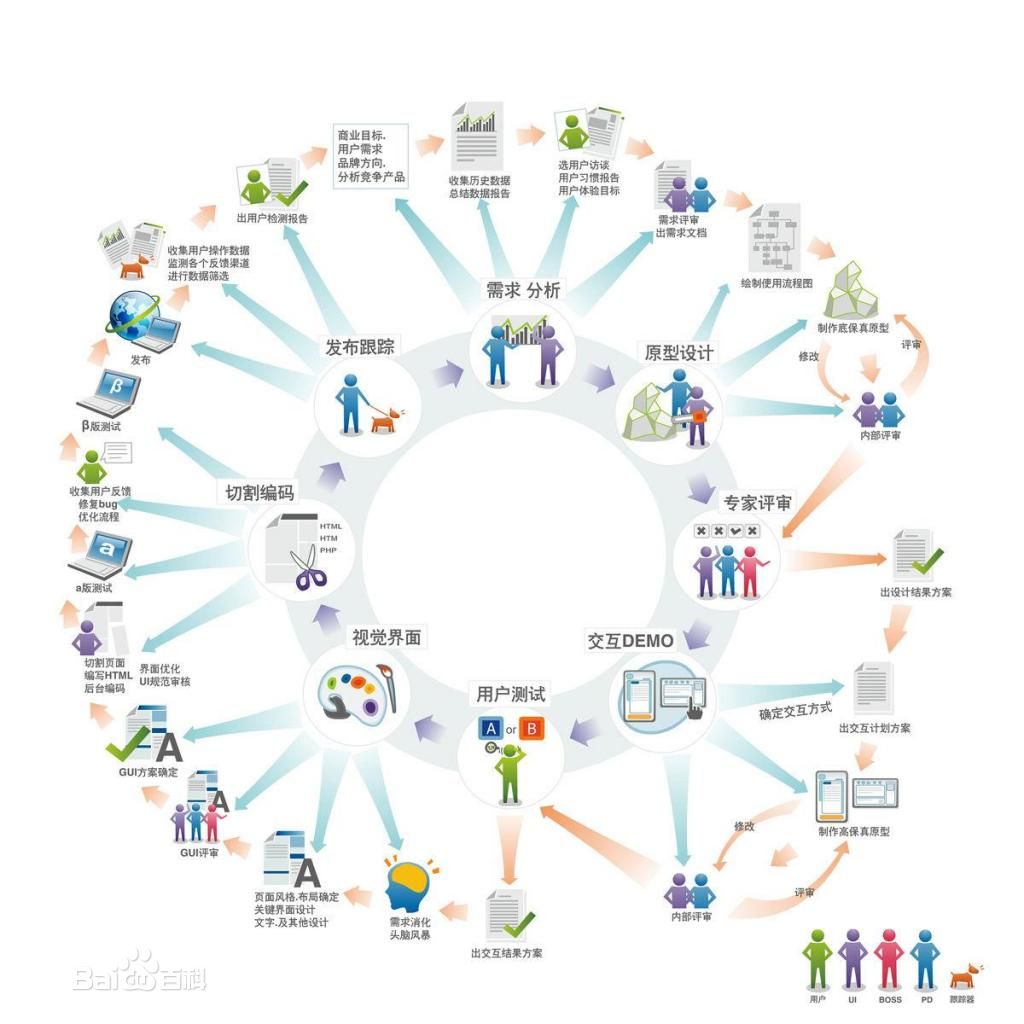 商业目标.
用户需求
品牌方向.
分析竞争产品
收集历史数据
总结数据报告
选用户访谈
用户习惯报告
用户体验目标
需求评审
出需求文档
绘制使用流程图
制作底保真原型
修改
评审
内部评审
需求 分析
原型设计
专家评审
出设计结果方案
交互DEMO
确定交互方式
出交互计划方案
制作高保真原型
修改
评审
内部评审
用户测试
A or B
出交互结果方案
需求消化
头脑风暴
视觉界面
页面风格.布局确定
关键界面设计
文字.及其他设计
A
GUI评审
A
GUI方案确定
A
切割编码
HTML
HTM
PHP
切割页面
编写HTML
后台编码
界面优化
UI规范审核
a
a版测试
收集用户反馈
修复bug
优化流程
β
β版测试
发布跟踪
发布
收集用户操作数据
监测各个反馈渠道
进行数据筛选
出用户检测报告
用户
UI
BOSS
PD
跟踪器
Baidu百科